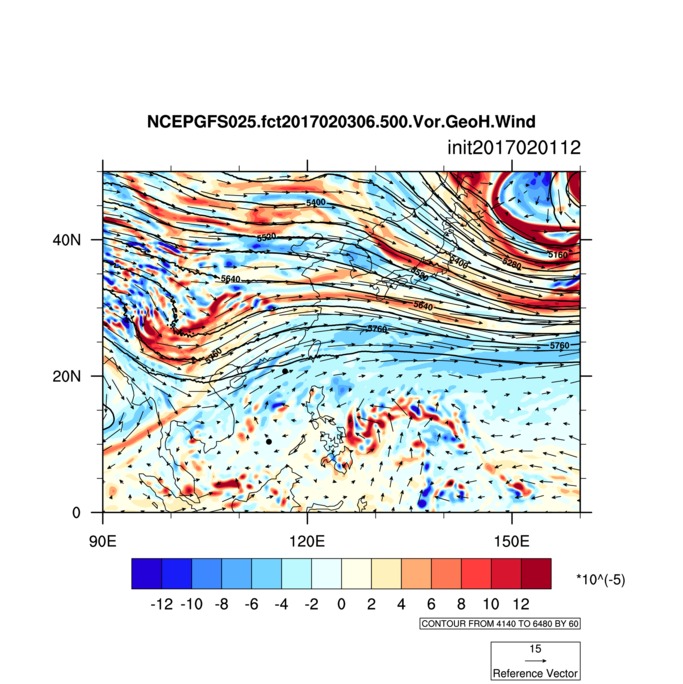 NCEPGFS025.fct2017020306.500.Vor.GeoH.Wind
init2017020112
5400
5520
5160
5280
5400
5640
5640
5760
5760
40N
20N
0
90E 120E 150E
-12 -10 -8 -6 -4 -2 0 2 4 6 8 10 12
*10^(-5)
CONTOUR FROM 4140 TO 6480 BY 60
15
Reference Vector